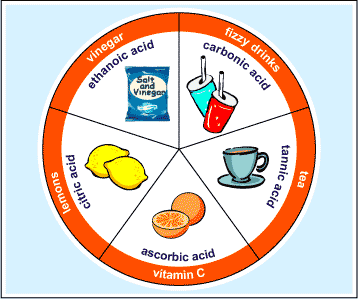 vinegar
ethanoic acid
Salt
and
Vinegar
fizzy drinks
carbonic acid
tea
tannic acid
vitamin C
ascorbic acid
lemons
citric acid